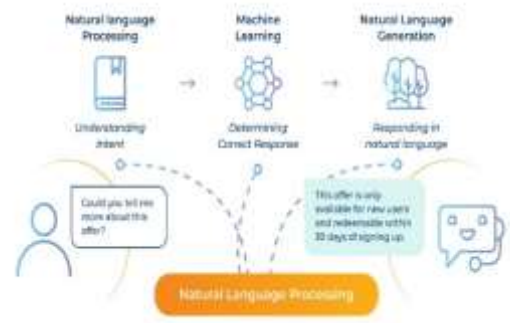 Natural language
Processing
Machine
Learning
Natural Language
Generation
Understanding
Intent
Determining
Correct Response
Responding in
natural language
Could you tell me
more about this
offer?
This offer is only
available for new users
and redeemable within
30 days of signing up.
Natural Language Processing